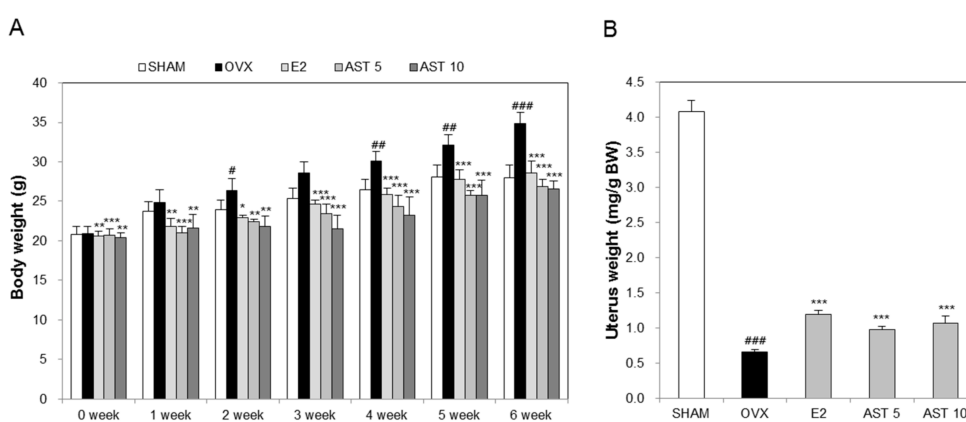 A
B
SHAM OVX E2 AST 5 AST 10
Body weight (g)
40
35
30
25
20
15
10
5
0
** *** **
** *** **
# * ** **
*** *** ***
## *** *** ***
## *** *** ***
### *** *** ***
0 week 1 week 2 week 3 week 4 week 5 week 6 week
Uterus weight (mg/g BW)
4.5
4.0
3.5
3.0
2.5
2.0
1.5
1.0
0.5
0.0
### *** *** ***
SHAM OVX E2 AST 5 AST 10